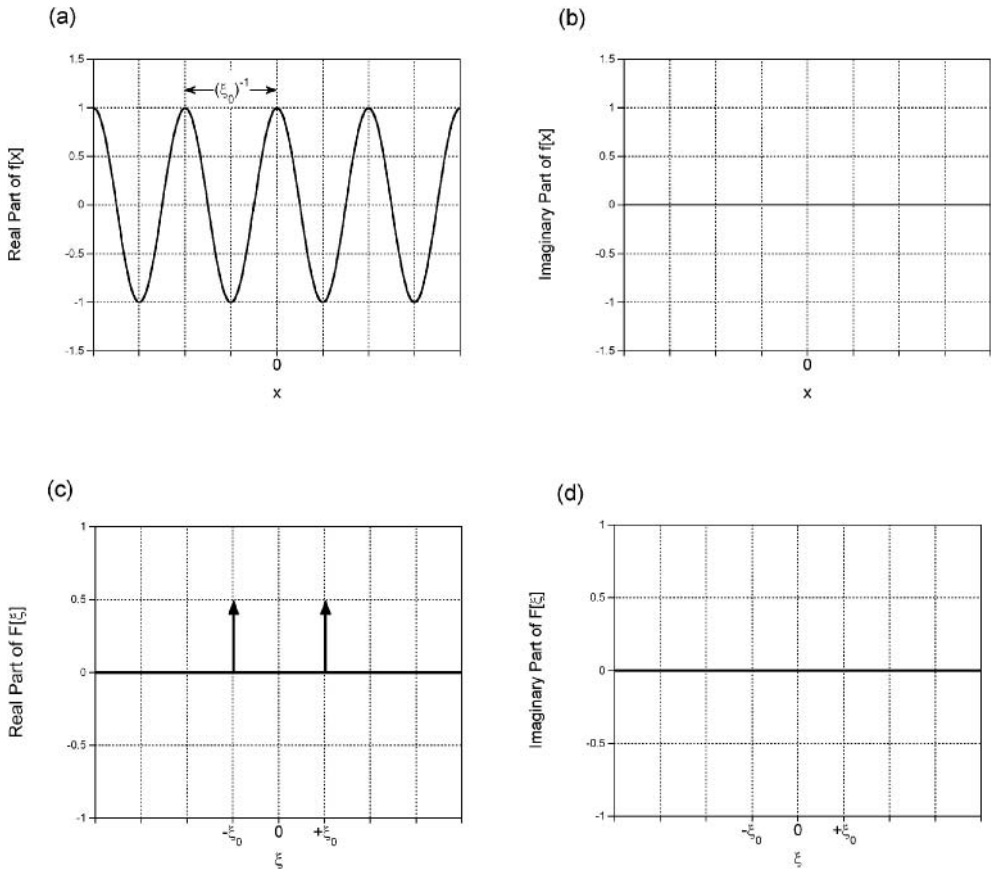 (a)
1.5
1
0.5
0
-0.5
-1
-1.5
Real Part of f[x]
(ξ₀)⁻¹
0
x
(b)
1.5
1
0.5
0
-0.5
-1
-1.5
Imaginary Part of f[x]
0
x
(c)
1
0.5
0
-0.5
-1
Real Part of F[ξ]
-ξ₀ 0 +ξ₀
ξ
(d)
1
0.5
0
-0.5
-1
Imaginary Part of F[ξ]
-ξ₀ 0 +ξ₀
ξ